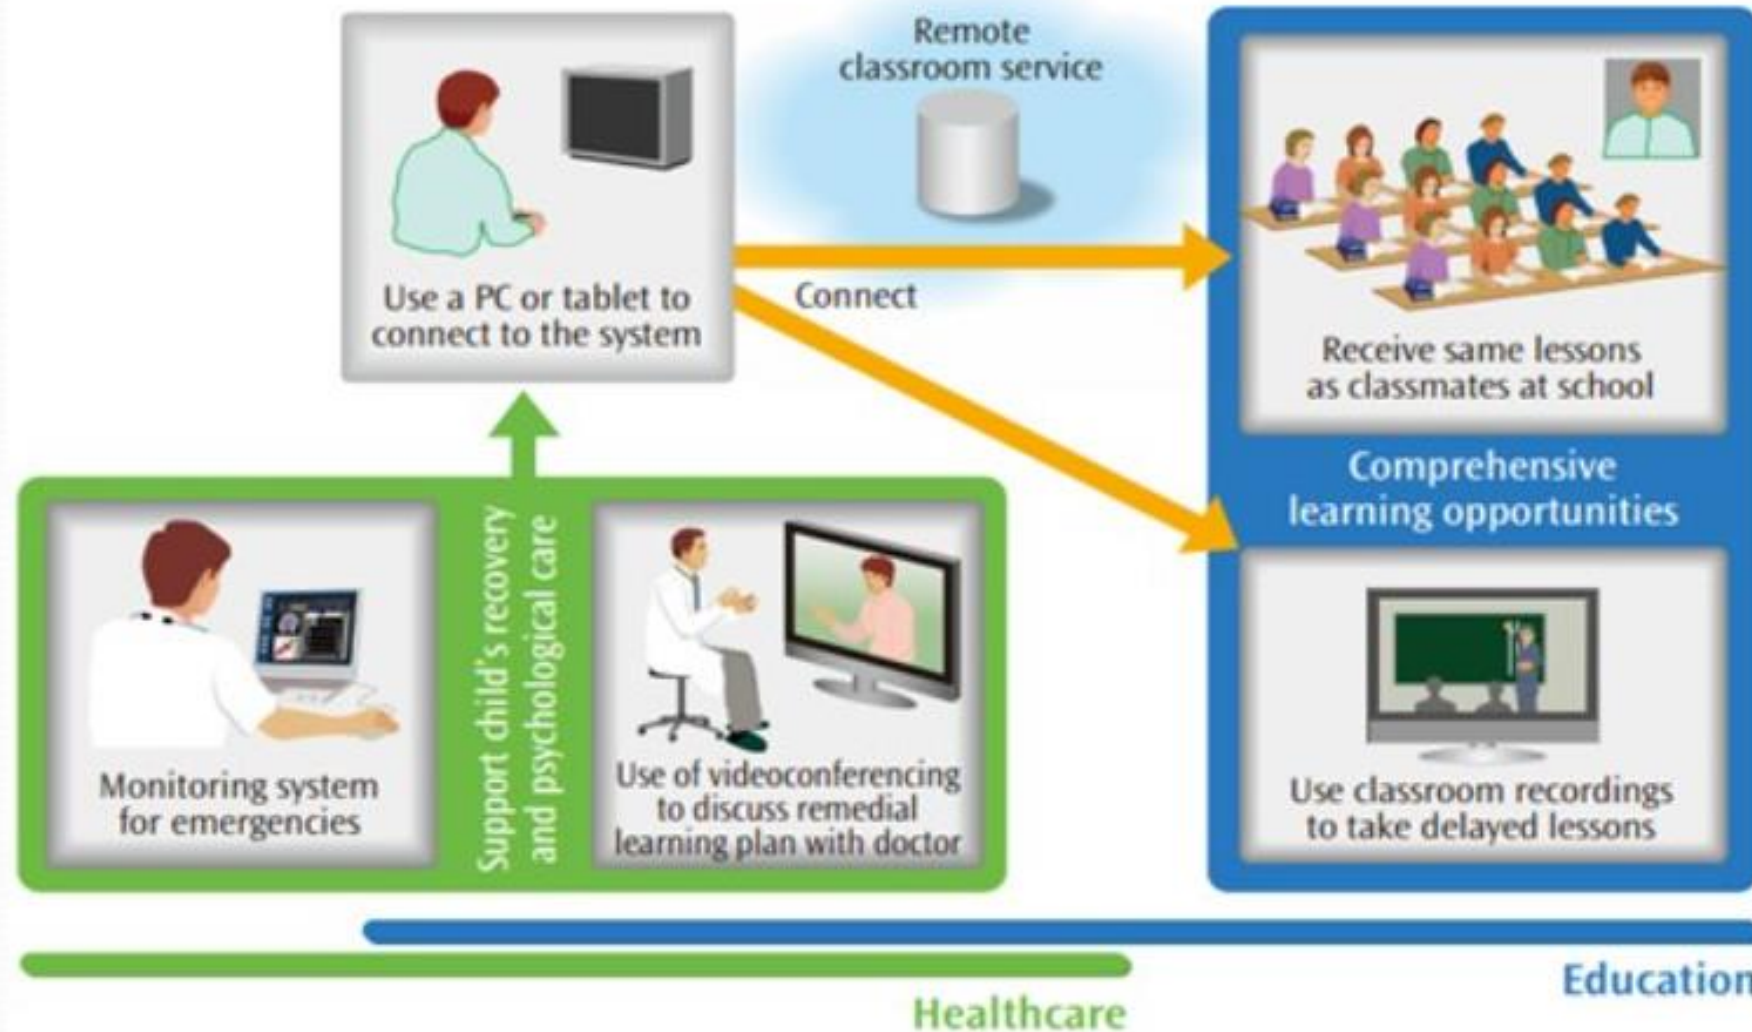 Remote
classroom service
Use a PC or tablet to
connect to the system
Connect
Receive same lessons
as classmates at school
Comprehensive
learning opportunities
Use classroom recordings
to take delayed lessons
Monitoring system
for emergencies
Support child's recovery
and psychological care
Use of videoconferencing
to discuss remedial
learning plan with doctor
Education
Healthcare